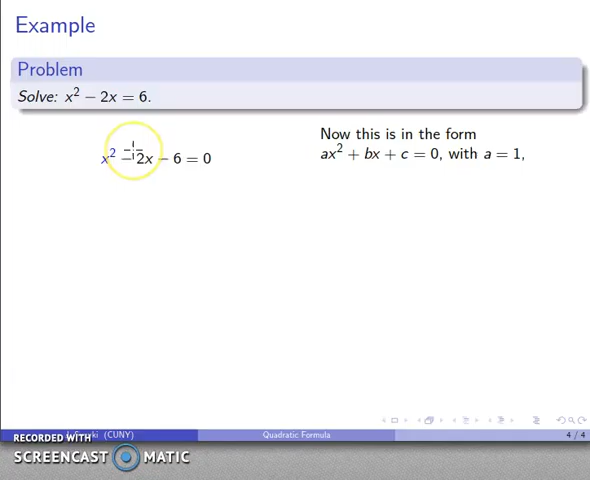 Example
Problem
Solve: x² − 2x = 6.
Now this is in the form
x² − 2x − 6 = 0
ax² + bx + c = 0, with a = 1,
RECORDED WITH
(CUNY)
Quadratic Formula
4 / 4
SCREENCAST MATIC